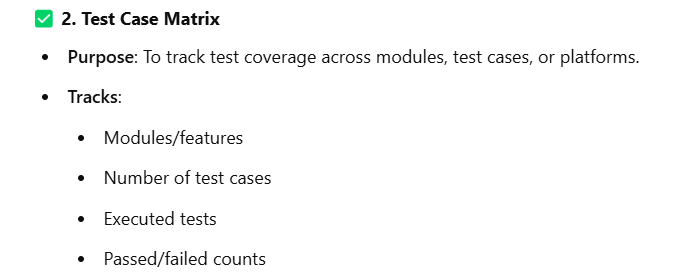 ✅ 2. Test Case Matrix
• Purpose: To track test coverage across modules, test cases, or platforms.
• Tracks:
• Modules/features
• Number of test cases
• Executed tests
• Passed/failed counts